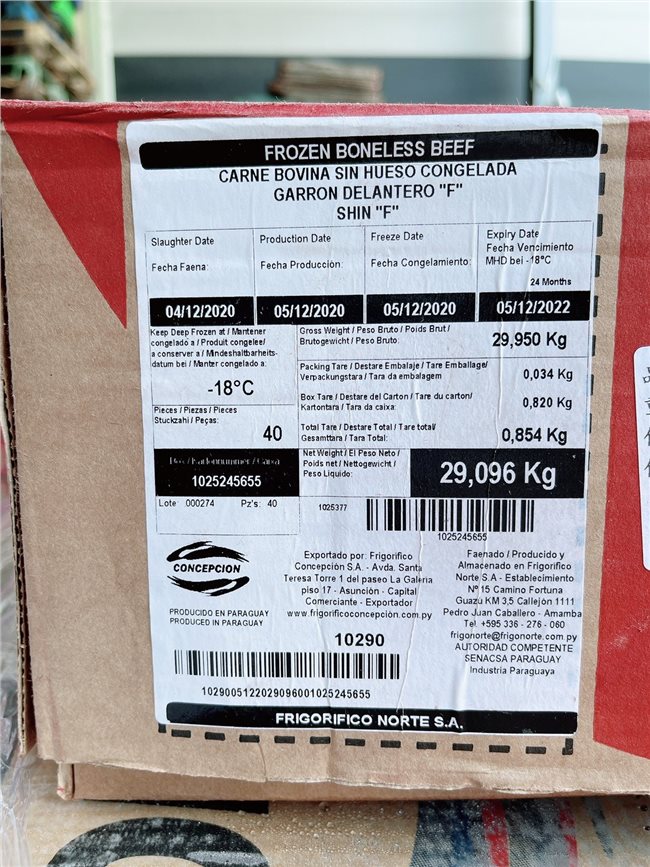 FROZEN BONELESS BEEF
CARNE BOVINA SIN HUESO CONGELADA
GARRON DELANTERO "F"
SHIN "F"
Slaughter Date
Fecha Faena:
04/12/2020
Production Date
Fecha Producción:
05/12/2020
Freeze Date
Fecha Congelamiento:
05/12/2020
Expiry Date
Fecha Vencimiento
MHD bei -18°C
24 Months
05/12/2022
Keep Deep Frozen at / Mantener
congelado a / Produit congelee/
a conserver a / Mindeshaltbarheits-
datum bei / Manter congelado a:
-18°C
Pieces / Piezas / Pieces
Stuckzahl / Peças:
40
Gross Weight / Peso Bruto / Poids Brut /
Brutogewicht / Peso Bruto:
29,950 Kg
Packing Tare / Destare Embalaje / Tare Emballage/
Verpackungstara / Tara da embalagem
0,034 Kg
Box Tare / Destare del Carton / Tare du carton/
Kartontara / Tara da caixa:
0,820 Kg
Total Tare / Destare Total / Tare total/
Gesamttara / Tara Total:
0,854 Kg
Box / Kartonnummer / Caixa
1025245655
Net Weight / El Peso Neto /
Poids net / Nettogewicht /
Peso Liquido:
29,096 Kg
Lote: 000274 Pz's: 40
1025377
1025245655
CONCEPCION
PRODUCIDO EN PARAGUAY
PRODUCED IN PARAGUAY
Exportado por: Frigorifico
Concepción S.A. - Avda. Santa
Teresa Torre 1 del paseo La Galeria
piso 17 - Asunción - Capital
Comerciante - Exportador
www.frigorificoconcepcion.com.py
Faenado / Producido y
Almacenado en Frigorifico
Norte S.A - Establecimiento
N° 15 Camino Fortuna
Guazú KM 3,5 Callejón 1111
Pedro Juan Caballero - Amamba
Tel. +595 336 - 276 - 060
frigonorte@frigonorte.com.py
AUTORIDAD COMPETENTE
SENACSA PARAGUAY
Industria Paraguaya
10290
1029005122029096001025245655
FRIGORIFICO NORTE S.A.